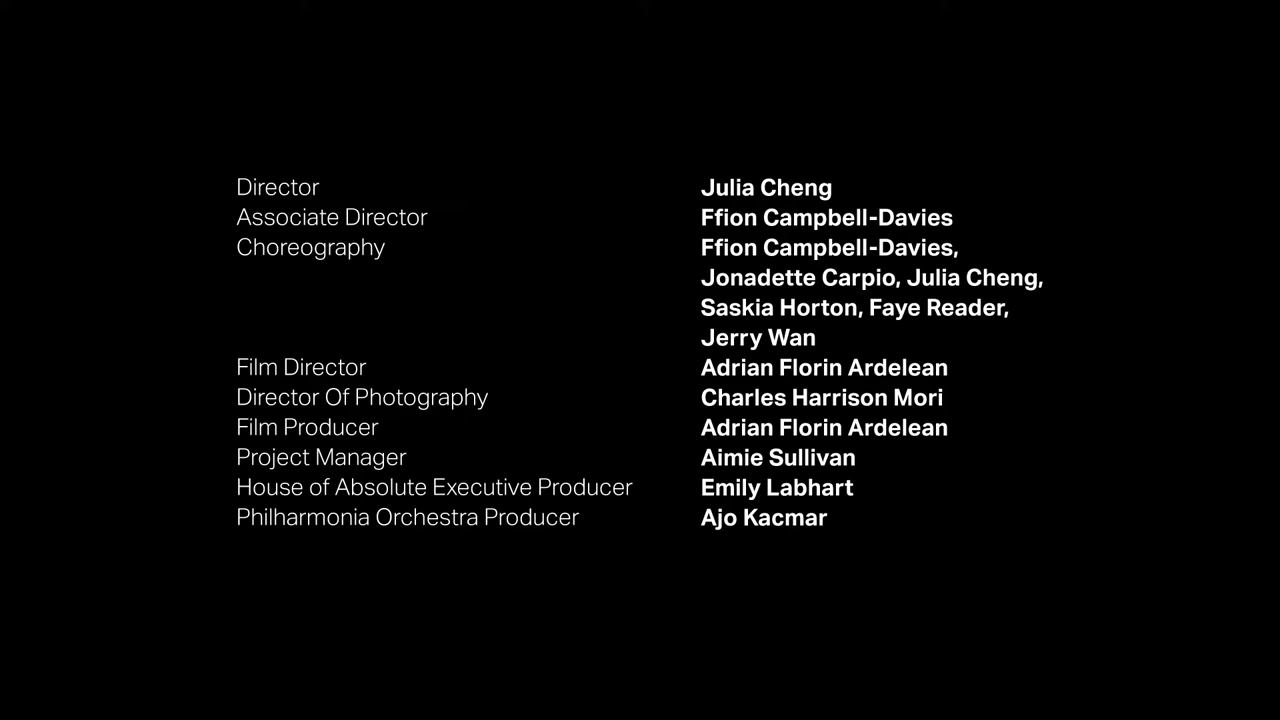 Director Julia Cheng
Associate Director Ffion Campbell-Davies
Choreography Ffion Campbell-Davies,
Jonadette Carpio, Julia Cheng,
Saskia Horton, Faye Reader,
Jerry Wan
Film Director Adrian Florin Ardelean
Director Of Photography Charles Harrison Mori
Film Producer Adrian Florin Ardelean
Project Manager Aimie Sullivan
House of Absolute Executive Producer Emily Labhart
Philharmonia Orchestra Producer Ajo Kacmar